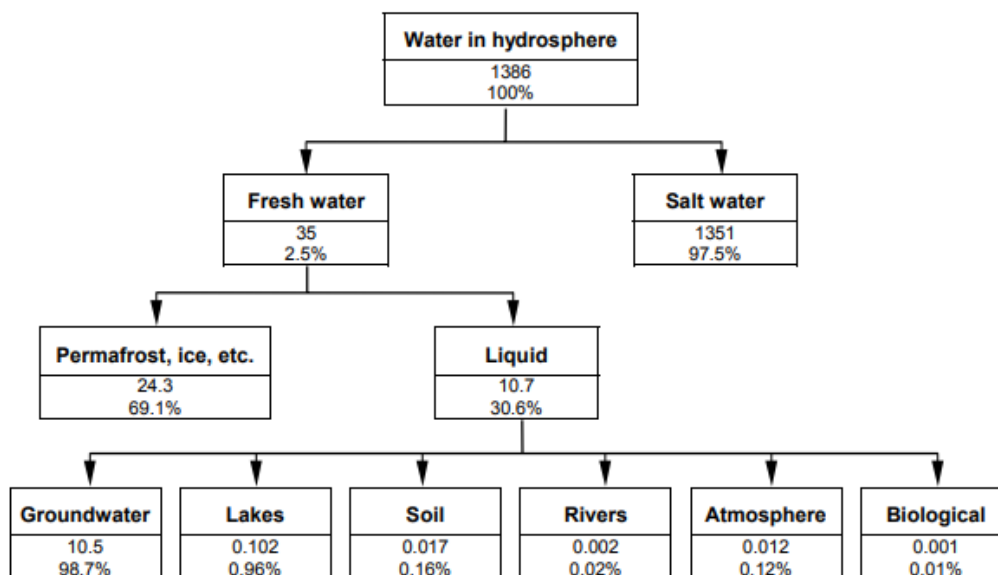 Water in hydrosphere
1386
100%
Fresh water
35
2.5%
Salt water
1351
97.5%
Permafrost, ice, etc.
24.3
69.1%
Liquid
10.7
30.6%
Groundwater
10.5
98.7%
Lakes
0.102
0.96%
Soil
0.017
0.16%
Rivers
0.002
0.02%
Atmosphere
0.012
0.12%
Biological
0.001
0.01%